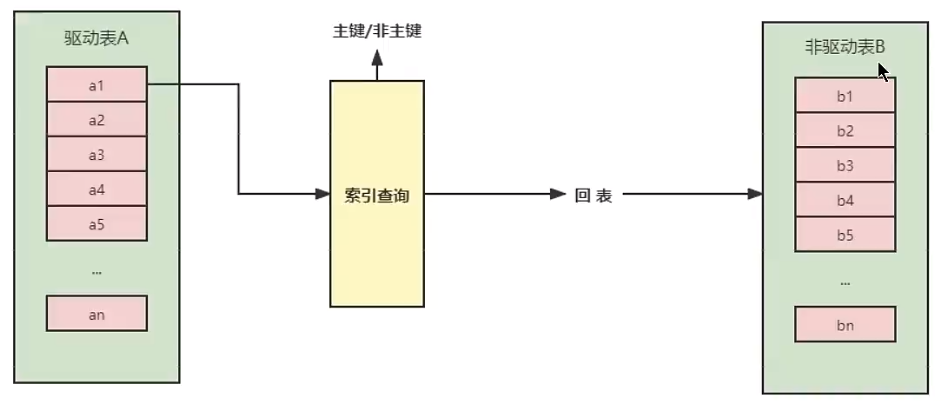 驱动表A
a1
a2
a3
a4
a5
...
an
主键/非主键
索引查询
回 表
非驱动表B
b1
b2
b3
b4
b5
...
bn